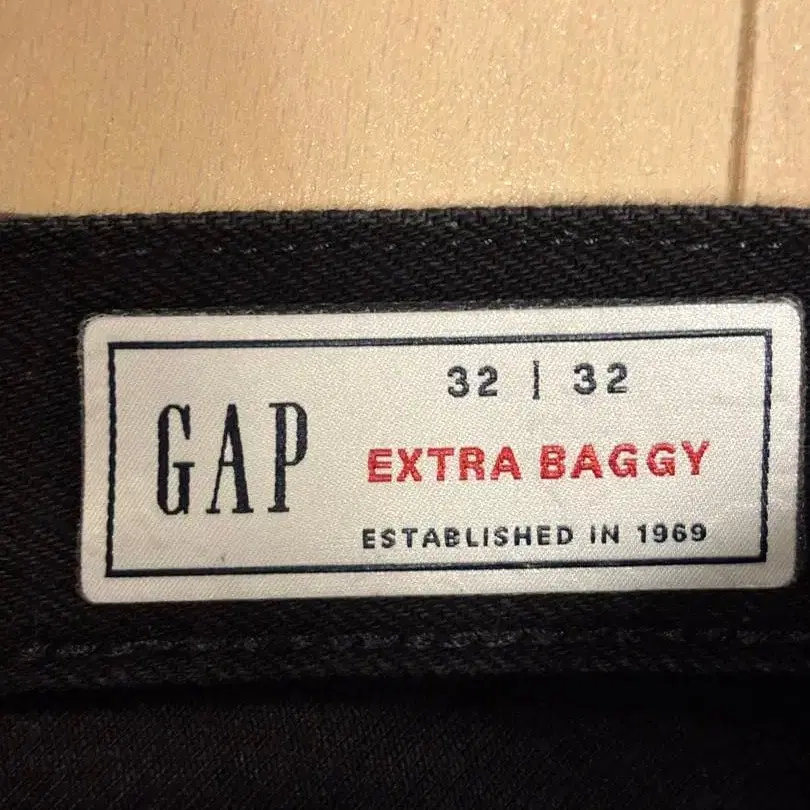 GAP
32 | 32
EXTRA BAGGY
ESTABLISHED IN 1969